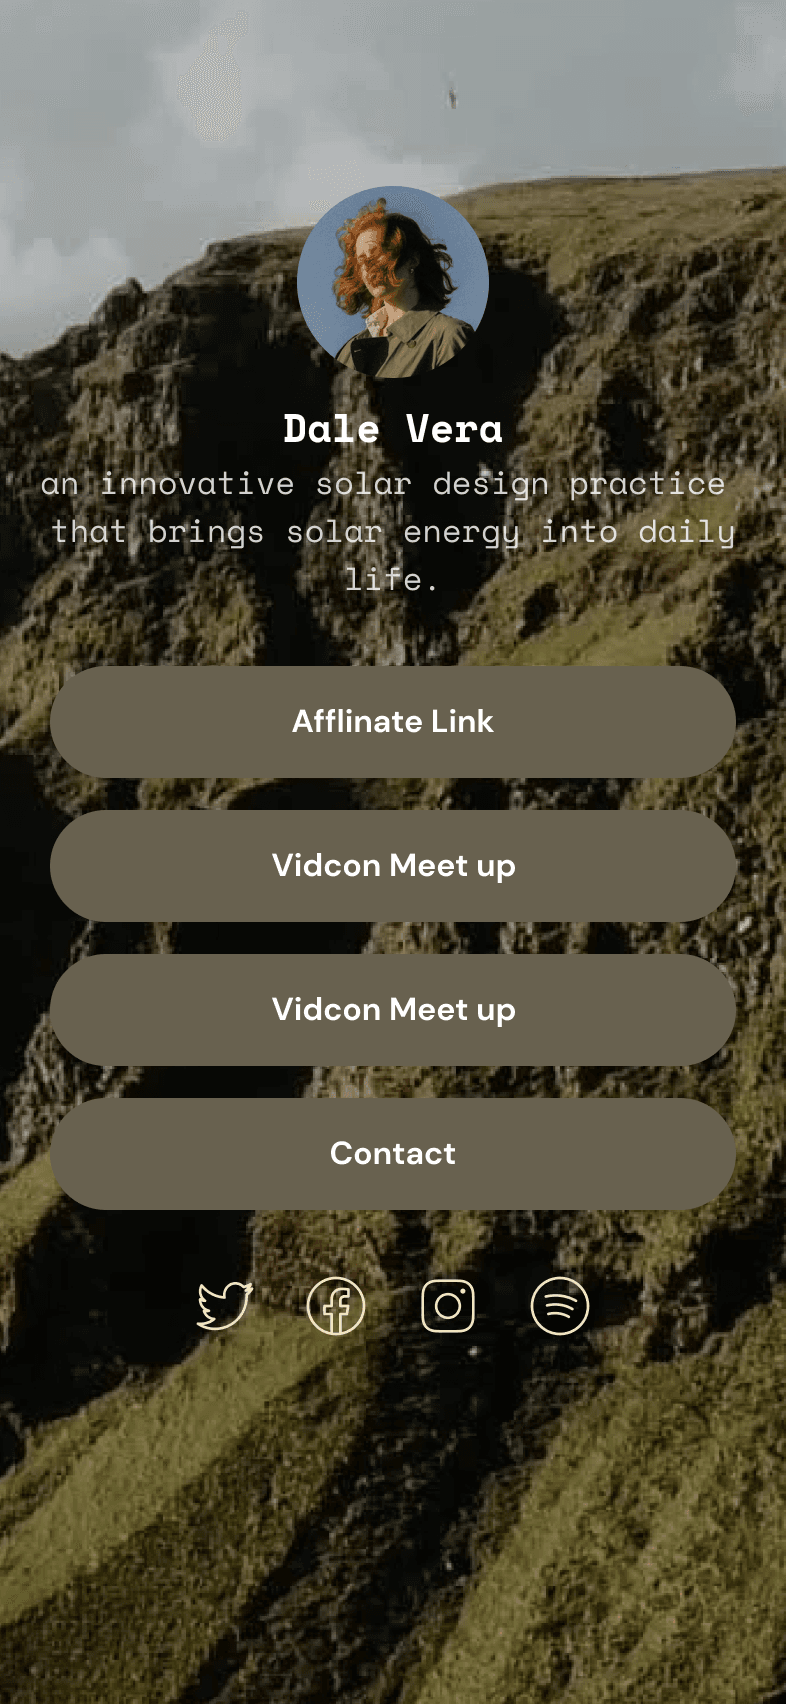 Dale Vera
an innovative solar design practice
that brings solar energy into daily
life.
Afflinate Link
Vidcon Meet up
Vidcon Meet up
Contact